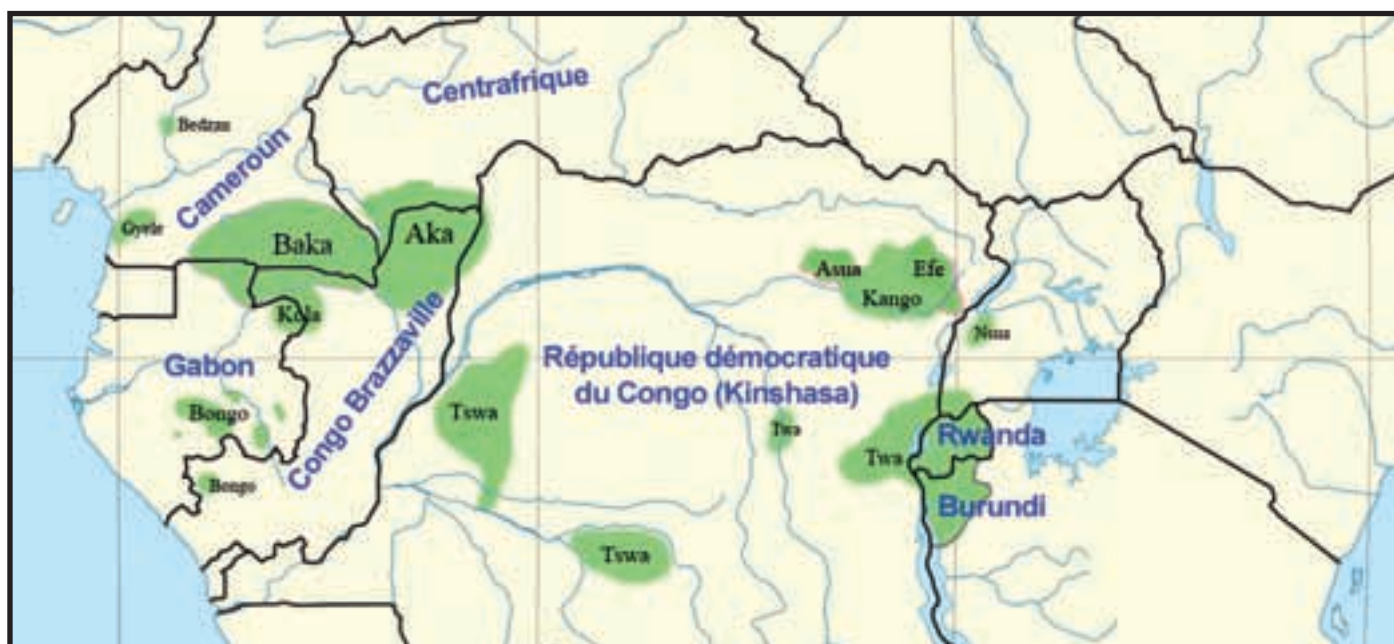 Centrafrique
Bedzan
Cameroun
Gyele
Baka
Aka
Asua
Efe
Kango
Kola
Nsua
Gabon
Congo Brazzaville
République démocratique
du Congo (Kinshasa)
Bongo
Tswa
Twa
Twa
Rwanda
Bongo
Burundi
Tswa